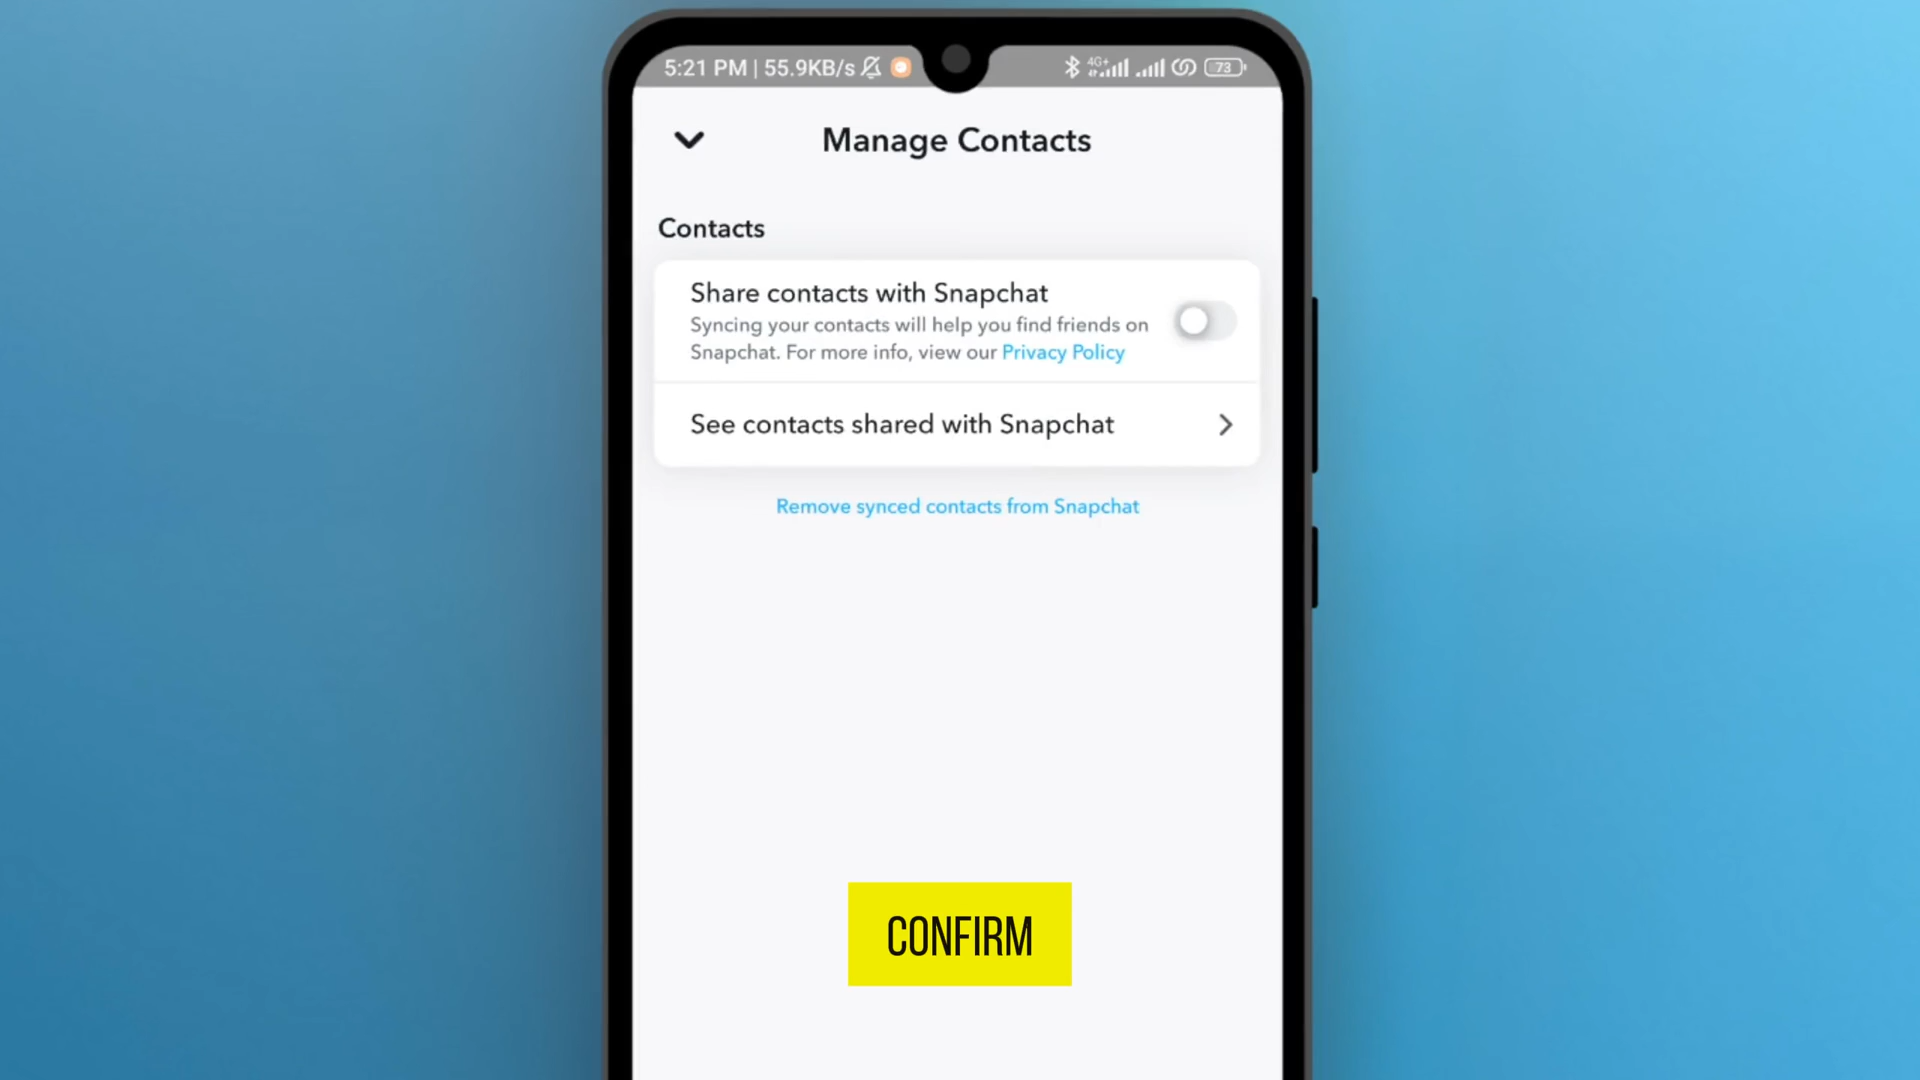 5:21 PM | 55.9KB/s 4G+ 73
Manage Contacts
Contacts
Share contacts with Snapchat
Syncing your contacts will help you find friends on
Snapchat. For more info, view our Privacy Policy
See contacts shared with Snapchat
Remove synced contacts from Snapchat
CONFIRM